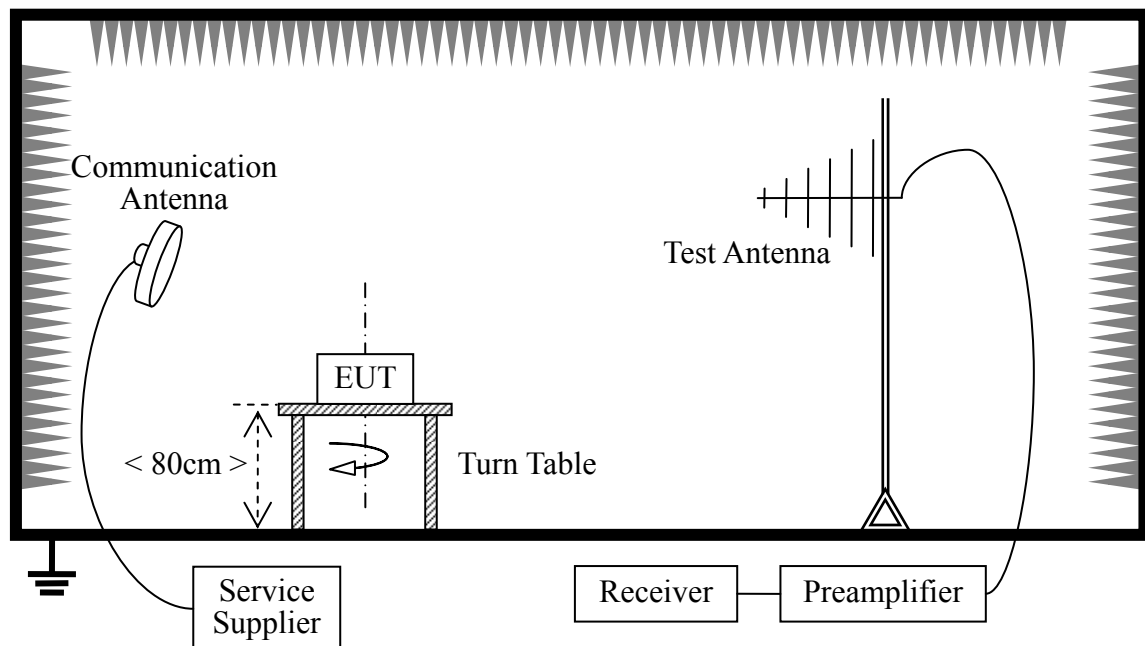 Communication
Antenna
Test Antenna
EUT
< 80cm >
Turn Table
Service
Supplier
Receiver
Preamplifier